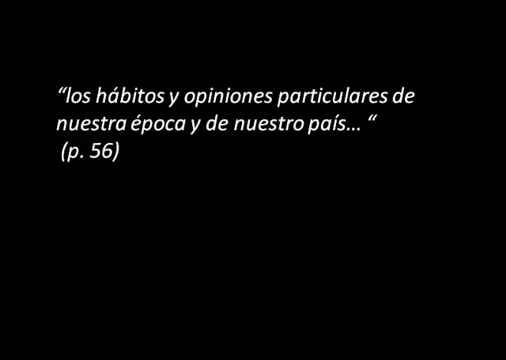 “los hábitos y opiniones particulares de
nuestra época y de nuestro país... “
(p. 56)